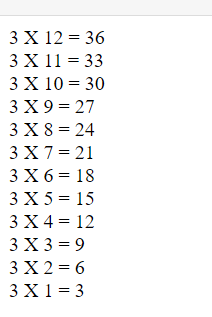 3 X 12 = 36
3 X 11 = 33
3 X 10 = 30
3 X 9 = 27
3 X 8 = 24
3 X 7 = 21
3 X 6 = 18
3 X 5 = 15
3 X 4 = 12
3 X 3 = 9
3 X 2 = 6
3 X 1 = 3